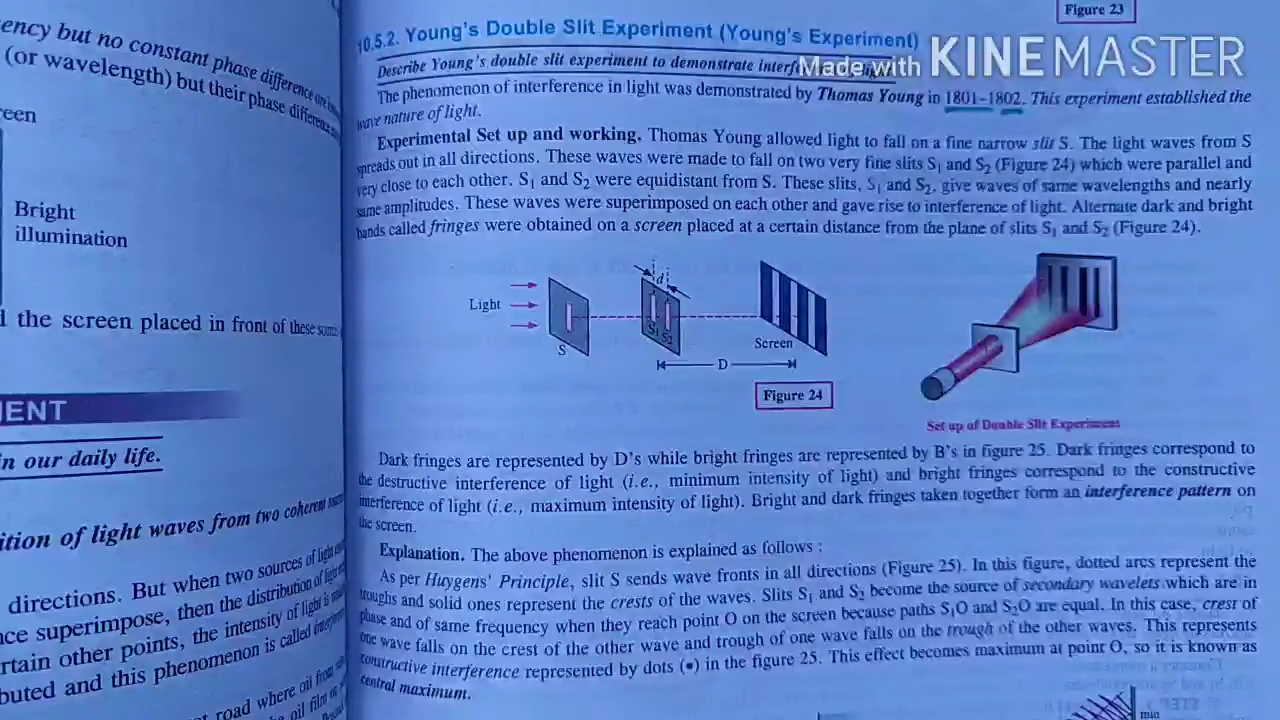 ency but no constant phase difference are
(or wavelength) but their phase difference
reen
Bright
illumination
l the screen placed in front of these
ENT
in our daily life.
ition of light waves from two coherent
directions. But when two sources of light
nce superimpose, then the distribution of light
rtain other points, the intensity of light is
buted and this phenomenon is called
road where oil from
oil film
Figure 23
10.5.2. Young's Double Slit Experiment (Young's Experiment)
Made with KINEMASTER
Describe Young's double slit experiment to demonstrate
The phenomenon of interference in light was demonstrated by Thomas Young in 1801–1802. This experiment established the
wave nature of light.
Experimental Set up and working. Thomas Young allowed light to fall on a fine narrow slit S. The light waves from S
spreads out in all directions. These waves were made to fall on two very fine slits S₁ and S₂ (Figure 24) which were parallel and
very close to each other. S₁ and S₂ were equidistant from S. These slits, S₁ and S₂, give waves of same wavelengths and nearly
same amplitudes. These waves were superimposed on each other and gave rise to interference of light. Alternate dark and bright
bands called fringes were obtained on a screen placed at a certain distance from the plane of slits S₁ and S₂ (Figure 24).
d
Light
S₁ S₂
S
Screen
D
Figure 24
Set up of Double Slit Experiment
Dark fringes are represented by D's while bright fringes are represented by B's in figure 25. Dark fringes correspond to
the destructive interference of light (i.e., minimum intensity of light) and bright fringes correspond to the constructive
interference of light (i.e., maximum intensity of light). Bright and dark fringes taken together form an interference pattern on
the screen.
Explanation. The above phenomenon is explained as follows :
As per Huygens' Principle, slit S sends wave fronts in all directions (Figure 25). In this figure, dotted arcs represent the
troughs and solid ones represent the crests of the waves. Slits S₁ and S₂ become the source of secondary wavelets which are in
phase and of same frequency when they reach point O on the screen because paths S₁O and S₂O are equal. In this case, crest of
one wave falls on the crest of the other wave and trough of one wave falls on the trough of the other waves. This represents
constructive interference represented by dots (•) in the figure 25. This effect becomes maximum at point O, so it is known as
central maximum.
min